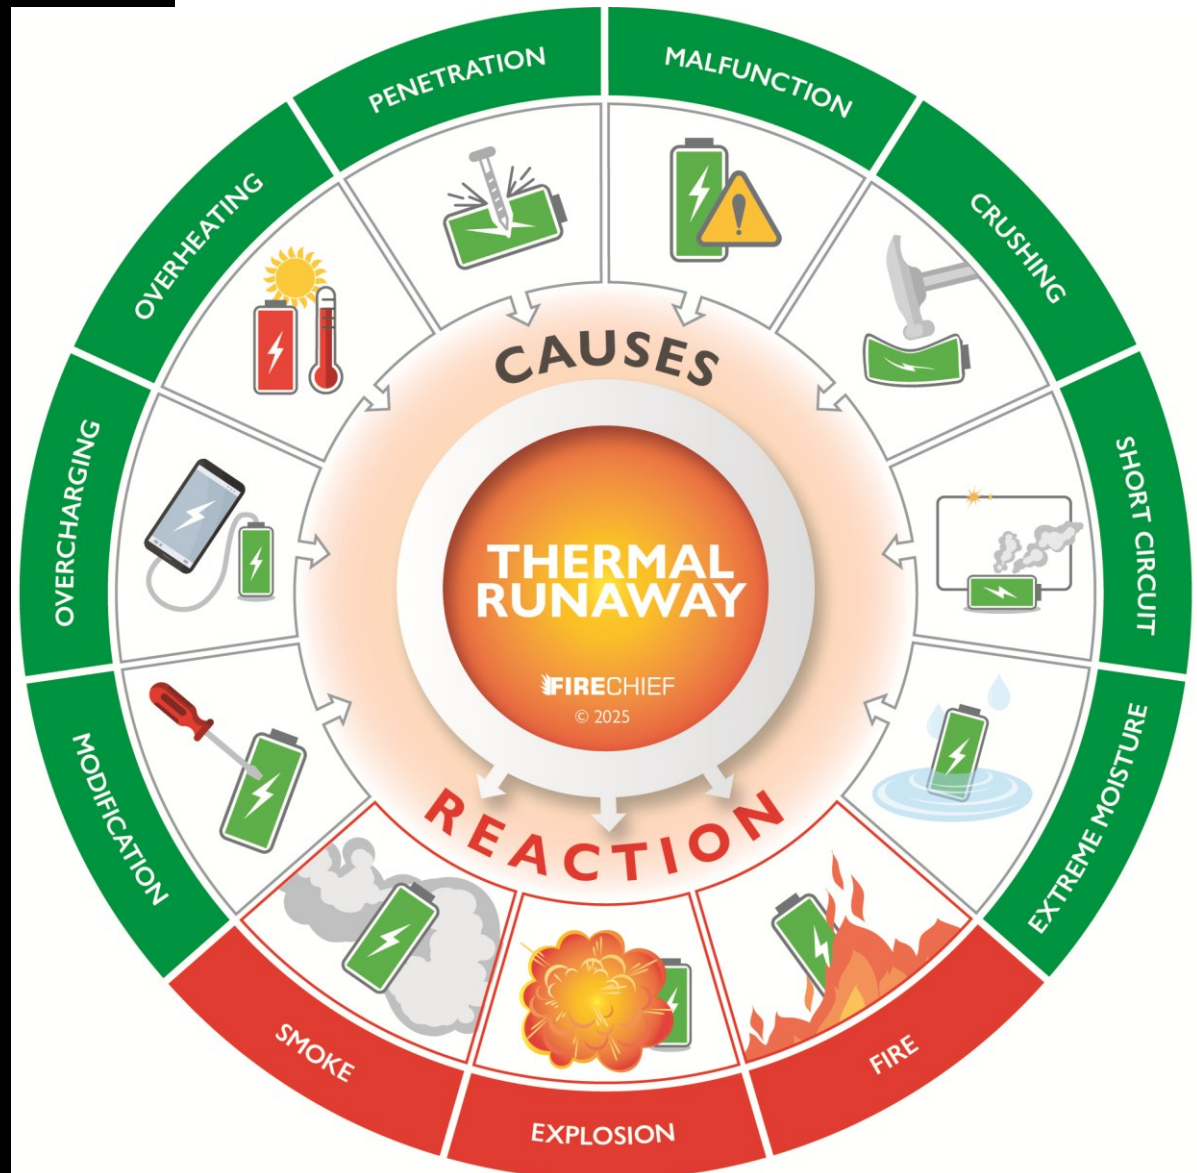 PENETRATION
MALFUNCTION
CRUSHING
SHORT CIRCUIT
EXTREME MOISTURE
FIRE
EXPLOSION
SMOKE
MODIFICATION
OVERCHARGING
OVERHEATING
CAUSES
THERMAL
RUNAWAY
FIRECHIEF
© 2025
REACTION